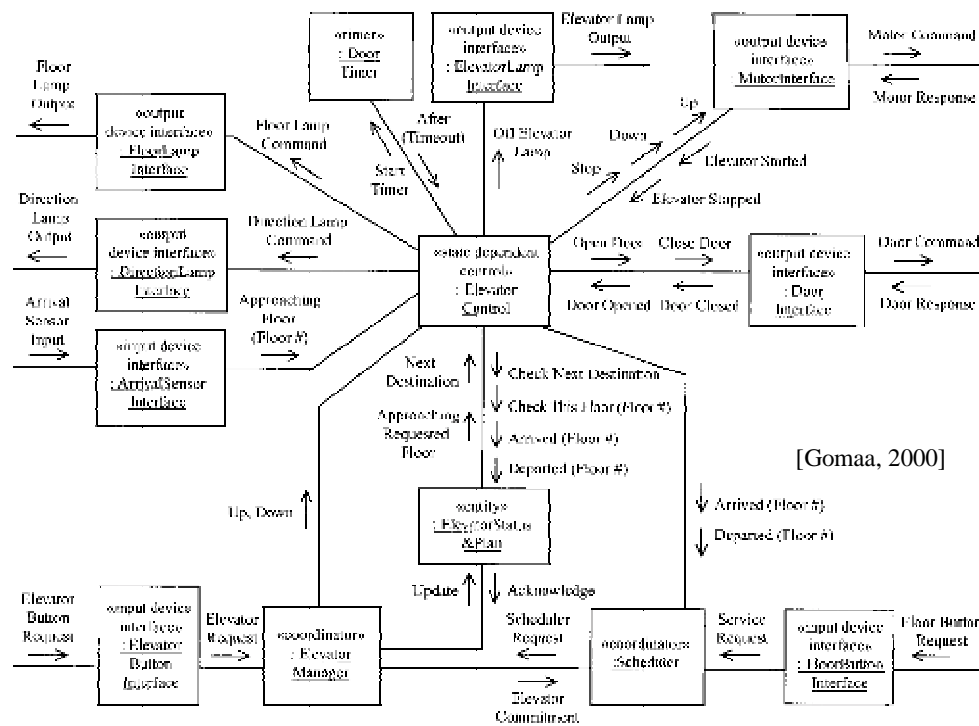 Floor
Lamp
Output
«output
device interface»
: FloorLamp
Interface
Floor Lamp
Command
: Door
Timer
After
(Timeout)
Start
Timer
«output device
interface»
: ElevatorLamp
Interface
Elevator Lamp
Output
Off Elevator
Lamp
«output device
interface»
: MotorInterface
Motor Command
Motor Response
Up
Down
Stop
Elevator Started
Elevator Stopped
Direction
Lamp
Output
«output
device interface»
: DirectionLamp
Interface
Direction Lamp
Command
«state dependent
control»
: Elevator
Control
Open Door
Close Door
Door Opened
Door Closed
«output device
interface»
: Door
Interface
Door Command
Door Response
Arrival
Sensor
Input
«input device
interface»
: ArrivalSensor
Interface
Approaching
Floor
(Floor #)
Next
Destination
Approaching
Requested
Floor
Check Next Destination
Check This Floor (Floor #)
Arrived (Floor #)
Departed (Floor #)
[Gomaa, 2000]
Up, Down
«entity»
: ElevatorStatus
&Plan
Arrived (Floor #)
Departed (Floor #)
Update
Acknowledge
Elevator
Button
Request
«input device
interface»
: Elevator
Button
Interface
Elevator
Request
«coordinator»
: Elevator
Manager
Scheduler
Request
Elevator
Commitment
«coordinator»
:Scheduler
Service
Request
«input device
interface»
: FloorButton
Interface
Floor Button
Request